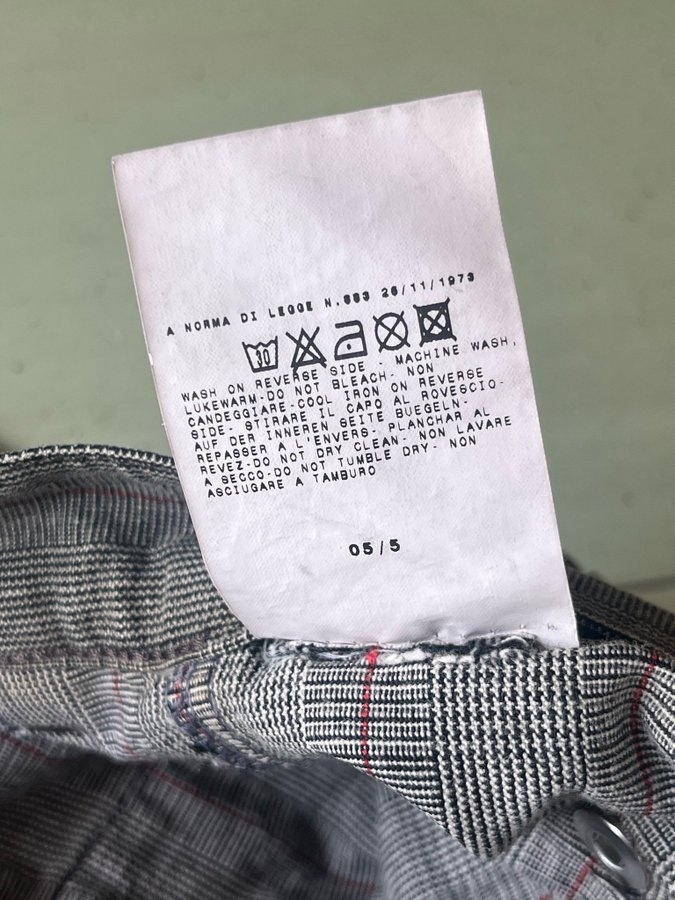 A NORMA DI LEGGE N.883 26/11/1973
30
WASH ON REVERSE SIDE - MACHINE WASH,
LUKEWARM-DO NOT BLEACH- NON
CANDEGGIARE-COOL IRON ON REVERSE
SIDE- STIRARE IL CAPO AL ROVESCIO-
AUF DER INNEREN SEITE BUEGELN-
REPASSER A L'ENVERS- PLANCHAR AL
REVEZ-DO NOT DRY CLEAN- NON LAVARE
A SECCO-DO NOT TUMBLE DRY- NON
ASCIUGARE A TAMBURO
05/5